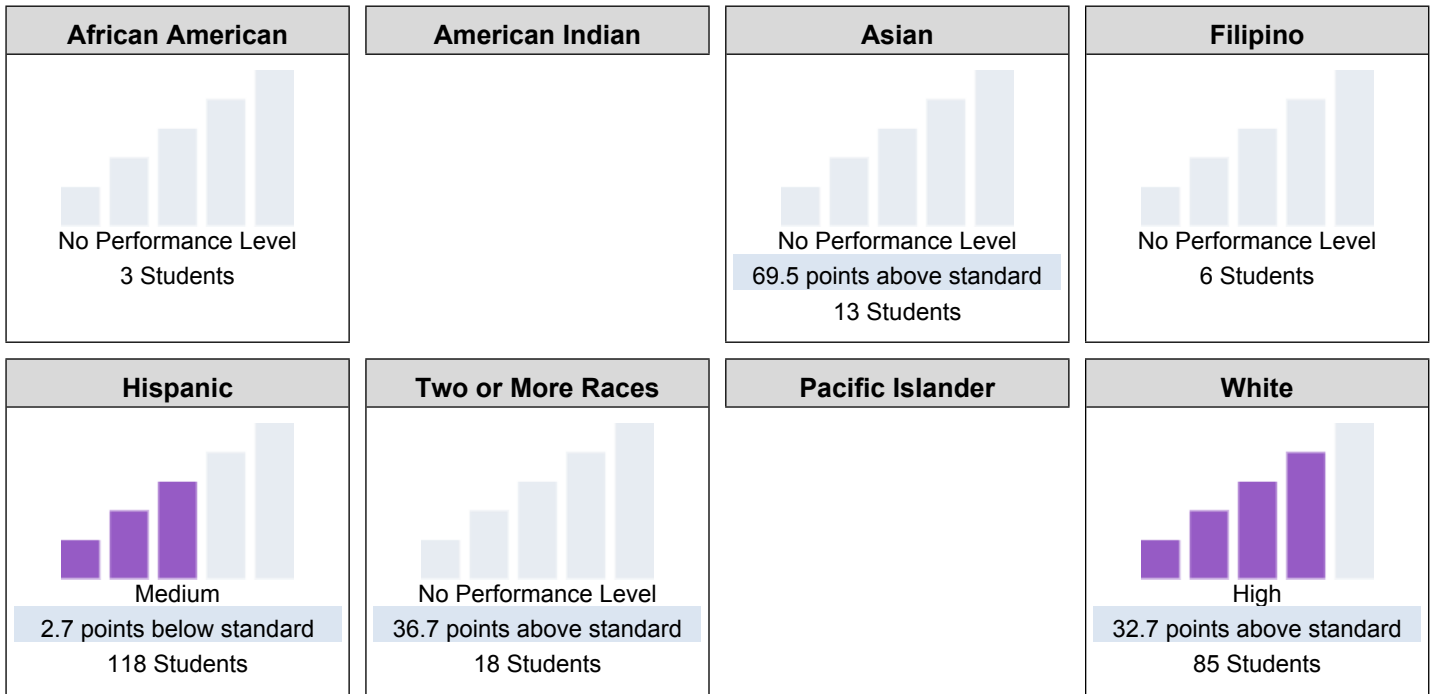 African American
No Performance Level
3 Students
American Indian
Asian
No Performance Level
69.5 points above standard
13 Students
Filipino
No Performance Level
6 Students
Hispanic
Medium
2.7 points below standard
118 Students
Two or More Races
No Performance Level
36.7 points above standard
18 Students
Pacific Islander
White
High
32.7 points above standard
85 Students